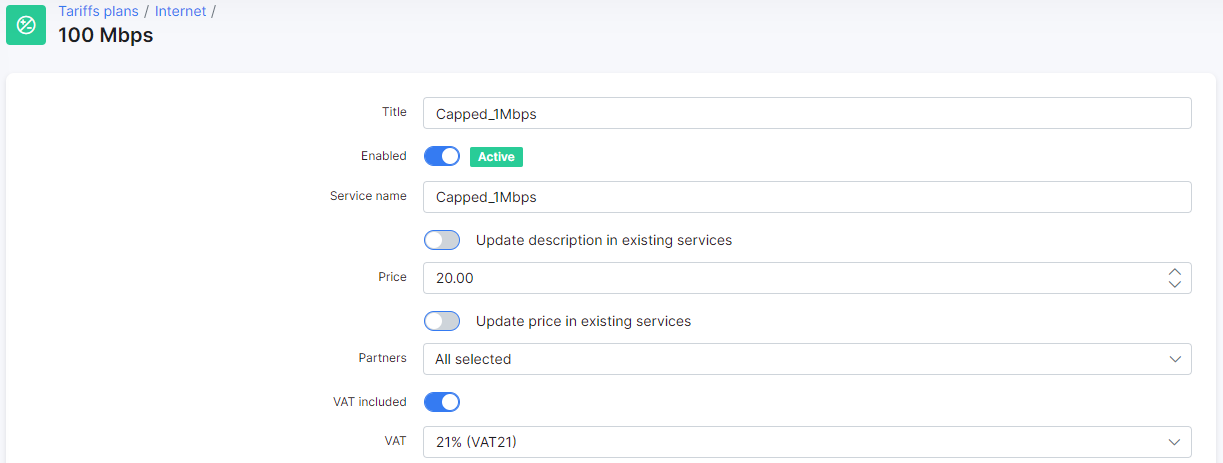 Tariffs plans / Internet /
100 Mbps
Title Capped_1Mbps
Enabled Active
Service name Capped_1Mbps
Update description in existing services
Price 20.00
Update price in existing services
Partners All selected
VAT included
VAT 21% (VAT21)